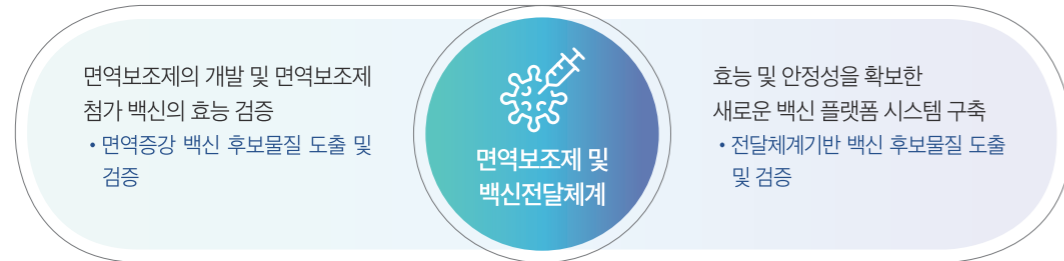 면역보조제의 개발 및 면역보조제
첨가 백신의 효능 검증
• 면역증강 백신 후보물질 도출 및
검증
면역보조제 및
백신전달체계
효능 및 안정성을 확보한
새로운 백신 플랫폼 시스템 구축
• 전달체계기반 백신 후보물질 도출
및 검증